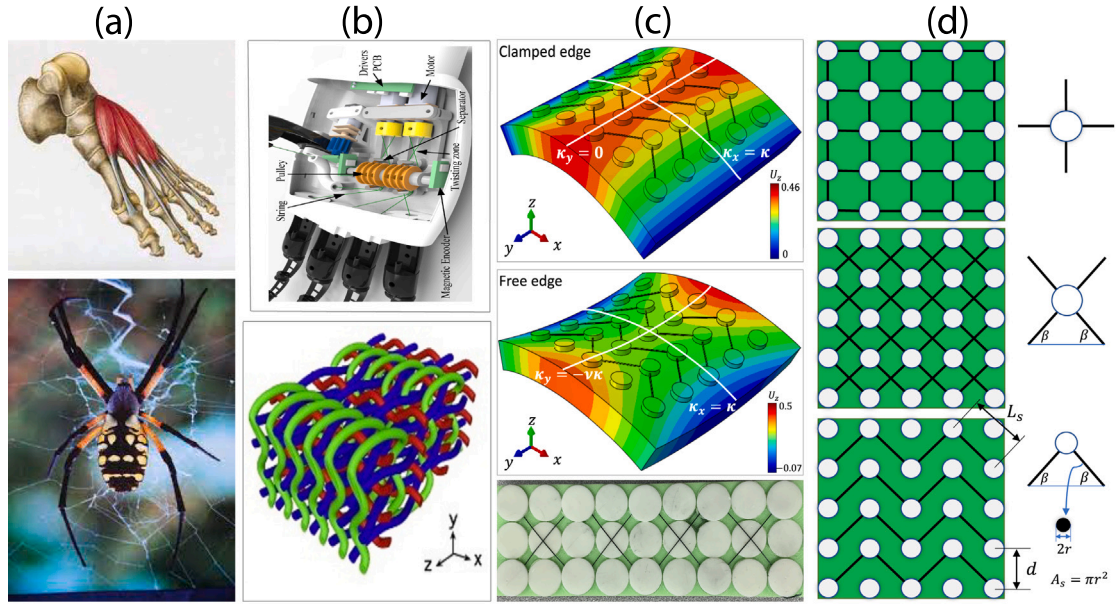 (a)
(b)
(c)
(d)
Drivers
PCB
Motor
Separator
Twisting zone
Pulley
String
Magnetic Encoder
y
z
x
Clamped edge
κy = 0
κx = κ
Uz
0.46
0
z
y
x
Free edge
κy = −νκ
κx = κ
Uz
0.5
−0.07
z
y
x
β
β
Ls
β
β
2r
d
As = πr²